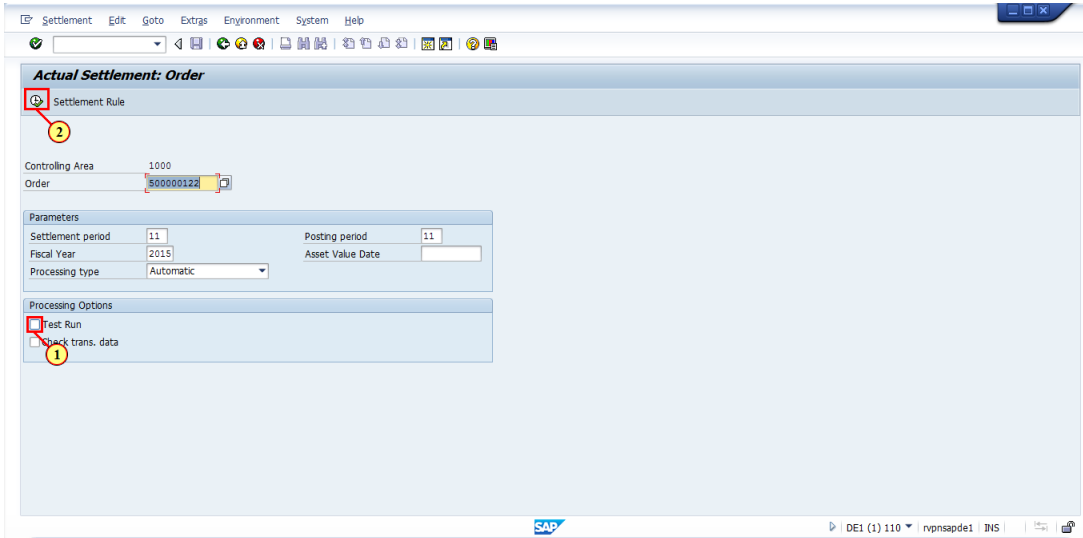 Settlement Edit Goto Extras Environment System Help
Actual Settlement: Order
Settlement Rule
2
Controlling Area 1000
Order 500000122
Parameters
Settlement period 11 Posting period 11
Fiscal Year 2015 Asset Value Date
Processing type Automatic
Processing Options
Test Run
Check trans. data
1
SAP DE1 (1) 110 rvpnsapde1 INS